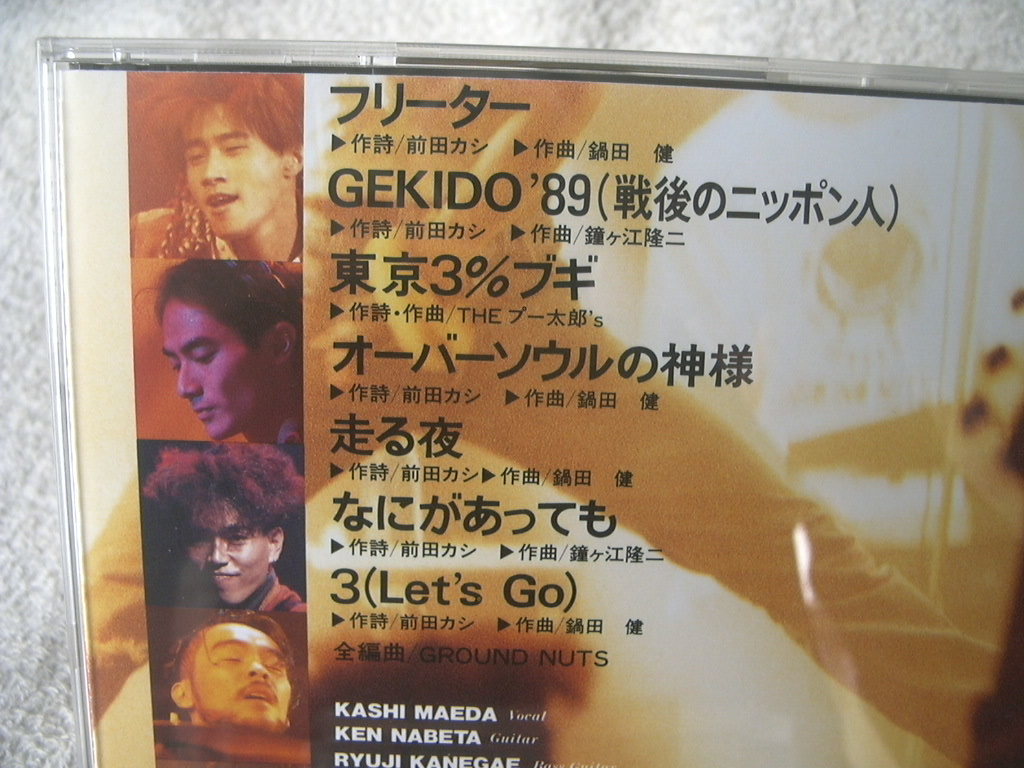 フリーター
▶作詩/前田カシ ▶作曲/鍋田 健
GEKIDO '89(戦後のニッポン人)
▶作詩/前田カシ ▶作曲/鐘ヶ江隆二
東京3%ブギ
▶作詩・作曲/THE プー太郎's
オーバーソウルの神様
▶作詩/前田カシ ▶作曲/鍋田 健
走る夜
▶作詩/前田カシ▶作曲/鍋田 健
なにがあっても
▶作詩/前田カシ ▶作曲/鐘ヶ江隆二
3(Let's Go)
▶作詩/前田カシ ▶作曲/鍋田 健
全編曲/GROUND NUTS
KASHI MAEDA Vocal
KEN NABETA Guitar
RYUJI KANEGAE Bass Guitar